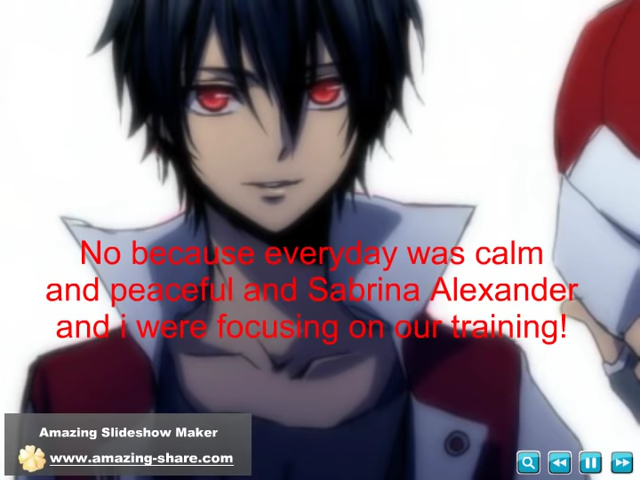 No because everyday was calm
and peaceful and Sabrina Alexander
and i were focusing on our training!
Amazing Slideshow Maker
www.amazing-share.com